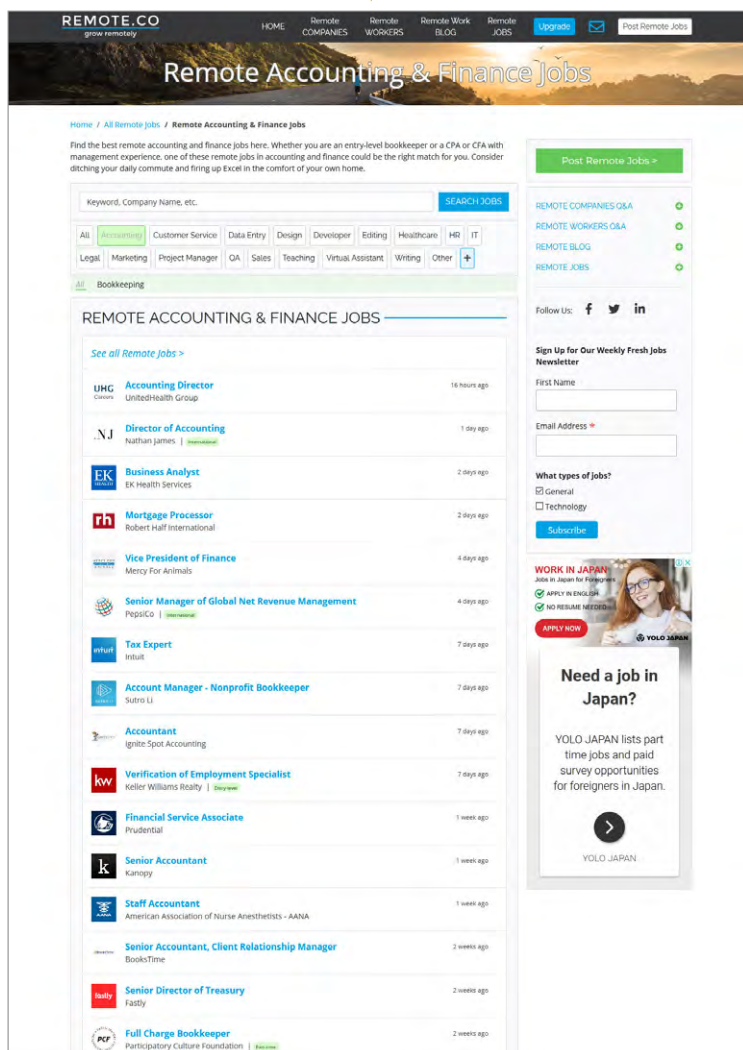 REMOTE.CO
grow remotely
HOME
Remote COMPANIES
Remote WORKERS
Remote Work BLOG
Remote JOBS
Upgrade
Post Remote Jobs
Remote Accounting & Finance Jobs
Home / All Remote Jobs / Remote Accounting & Finance Jobs
Find the best remote accounting and finance jobs here. Whether you are an entry-level bookkeeper or a CPA or CFA with
management experience, one of these remote jobs in accounting and finance could be the right match for you. Consider
ditching your daily commute and firing up Excel in the comfort of your own home.
Keyword, Company Name, etc.
SEARCH JOBS
All Accounting Customer Service Data Entry Design Developer Editing Healthcare HR IT
Legal Marketing Project Manager QA Sales Teaching Virtual Assistant Writing Other +
All Bookkeeping
REMOTE ACCOUNTING & FINANCE JOBS
See all Remote Jobs >
UHG Careers
Accounting Director 16 hours ago
UnitedHealth Group
.NJ
Director of Accounting 1 day ago
Nathan James | International
EK HEALTH
Business Analyst 2 days ago
EK Health Services
rh
Mortgage Processor 2 days ago
Robert Half International
Vice President of Finance 4 days ago
Mercy For Animals
Senior Manager of Global Net Revenue Management 4 days ago
PepsiCo | International
intuit
Tax Expert 7 days ago
Intuit
Account Manager - Nonprofit Bookkeeper 7 days ago
Sutro Li
Accountant 7 days ago
Ignite Spot Accounting
kw
Verification of Employment Specialist 7 days ago
Keller Williams Realty | Entry-level
Financial Service Associate 1 week ago
Prudential
k
Senior Accountant 1 week ago
Kanopy
AANA
Staff Accountant 1 week ago
American Association of Nurse Anesthetists - AANA
Senior Accountant, Client Relationship Manager 2 weeks ago
BooksTime
fastly
Senior Director of Treasury 2 weeks ago
Fastly
PCF
Full Charge Bookkeeper 2 weeks ago
Participatory Culture Foundation |
Post Remote Jobs >
REMOTE COMPANIES Q&A
REMOTE WORKERS Q&A
REMOTE BLOG
REMOTE JOBS
Follow Us:
Sign Up for Our Weekly Fresh Jobs
Newsletter
First Name
Email Address *
What types of jobs?
General
Technology
Subscribe
WORK IN JAPAN
Jobs in Japan for Foreigners
APPLY IN ENGLISH
NO RESUME NEEDED
APPLY NOW
YOLO JAPAN
Need a job in
Japan?
YOLO JAPAN lists part
time jobs and paid
survey opportunities
for foreigners in Japan.
YOLO JAPAN